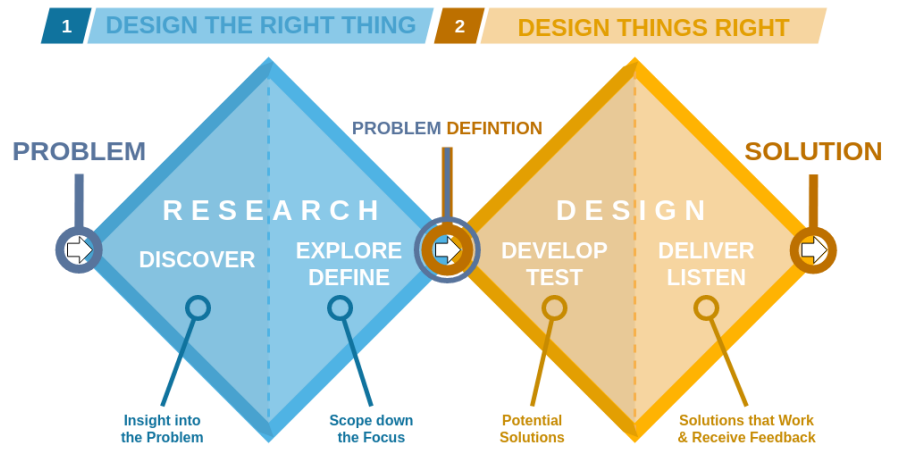 1 DESIGN THE RIGHT THING 2 DESIGN THINGS RIGHT
PROBLEM DEFINTION
PROBLEM
SOLUTION
RESEARCH
DESIGN
DISCOVER
EXPLORE
DEFINE
DEVELOP
TEST
DELIVER
LISTEN
Insight into
the Problem
Scope down
the Focus
Potential
Solutions
Solutions that Work
& Receive Feedback